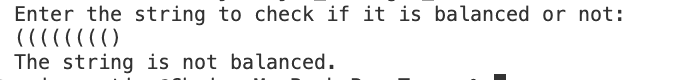 Enter the string to check if it is balanced or not:
(((((((()
The string is not balanced.